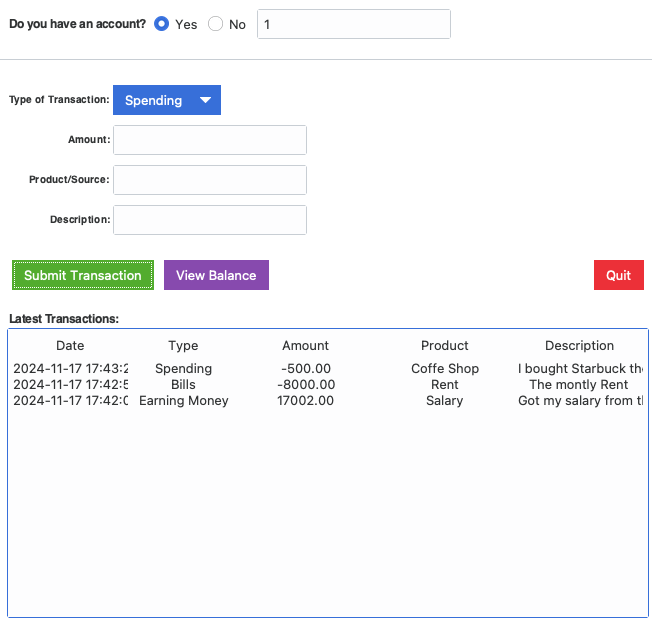 Do you have an account? Yes No 1
Type of Transaction: Spending
Amount:
Product/Source:
Description:
Submit Transaction View Balance Quit
Latest Transactions:
Date Type Amount Product Description
2024-11-17 17:43:2 Spending -500.00 Coffe Shop I bought Starbuck the
2024-11-17 17:42:5 Bills -8000.00 Rent The montly Rent
2024-11-17 17:42:0 Earning Money 17002.00 Salary Got my salary from